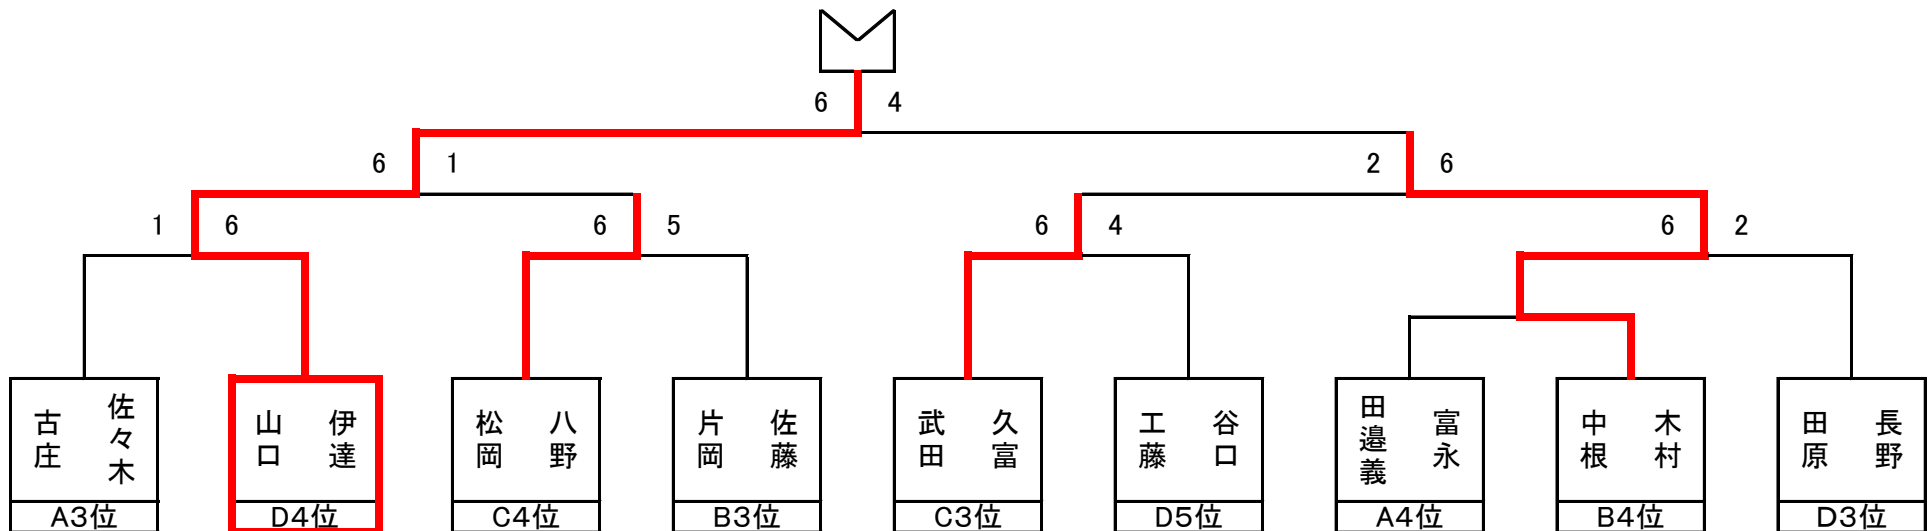 6 4
6 1
2 6
1 6
6 5
6 4
6 2
古庄 佐々木
山口 伊達
松岡 八野
片岡 佐藤
武田 久富
工藤 谷口
田邉義 富永
中根 木村
田原 長野
A3位
D4位
C4位
B3位
C3位
D5位
A4位
B4位
D3位